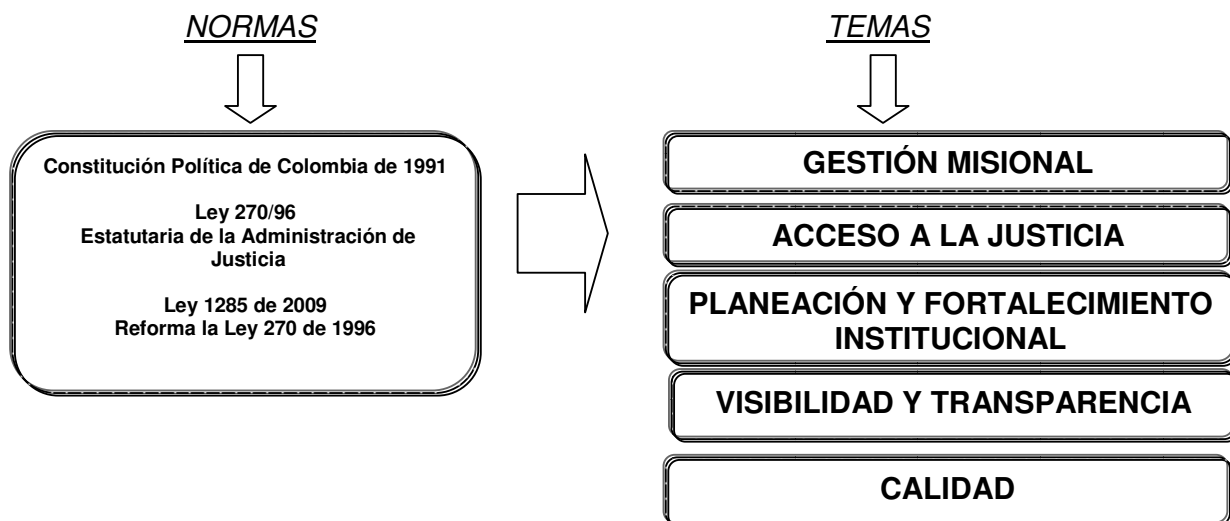 NORMAS
Constitución Política de Colombia de 1991
Ley 270/96
Estatutaria de la Administración de
Justicia
Ley 1285 de 2009
Reforma la Ley 270 de 1996
TEMAS
GESTIÓN MISIONAL
ACCESO A LA JUSTICIA
PLANEACIÓN Y FORTALECIMIENTO
INSTITUCIONAL
VISIBILIDAD Y TRANSPARENCIA
CALIDAD